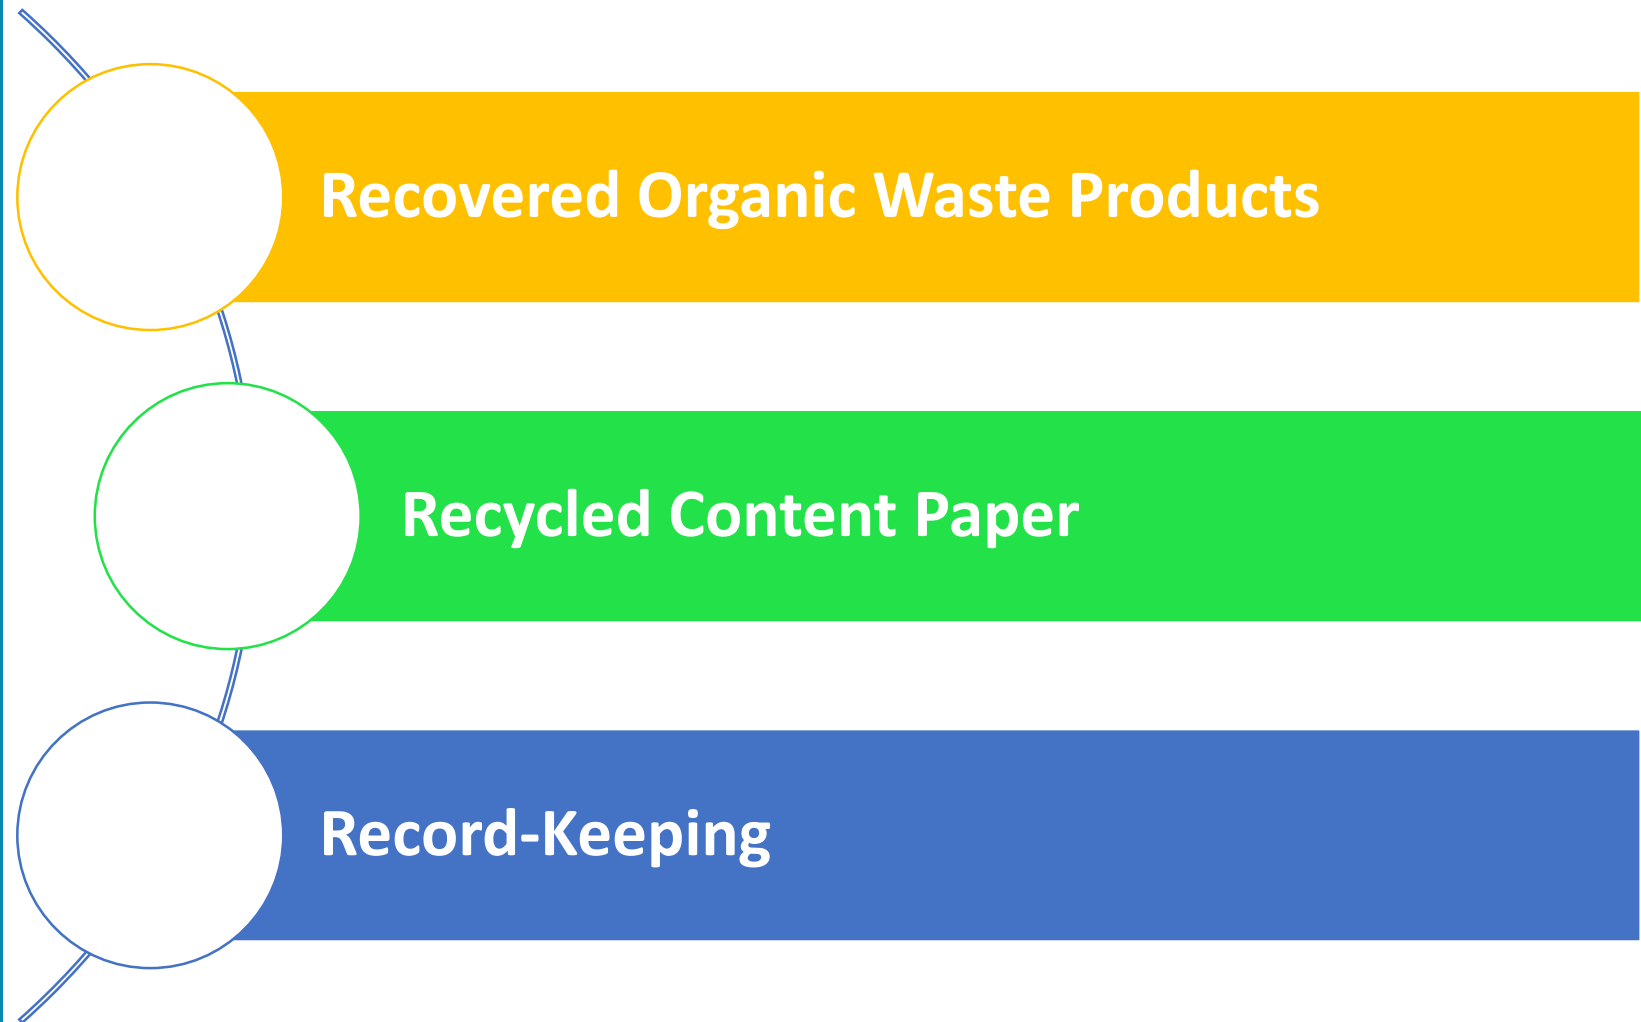 Recovered Organic Waste Products
Recycled Content Paper
Record-Keeping